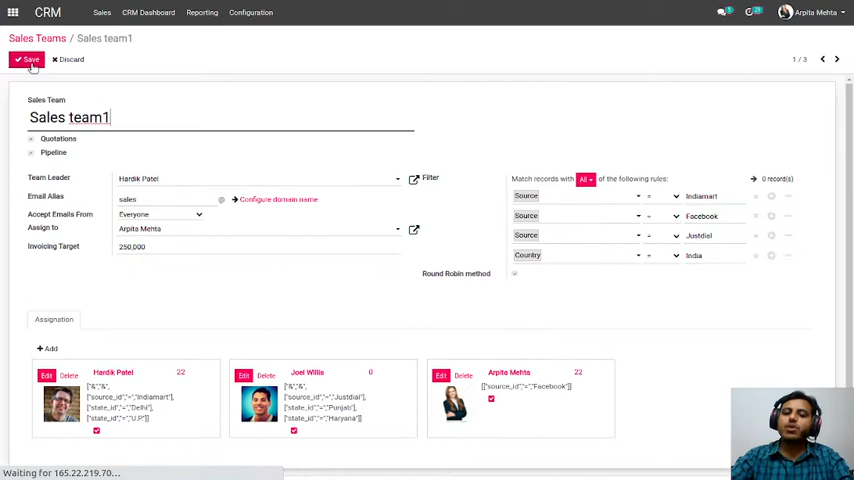 CRM Sales CRM Dashboard Reporting Configuration Arpita Mehta
Sales Teams / Sales team1
Save Discard 1 / 3
Sales Team
Sales team1
Quotations
Pipeline
Team Leader Hardik Patel Filter Match records with All of the following rules: 0 record(s)
Email Alias sales @ Configure domain name Source = Indiamart
Accept Emails From Everyone Source = Facebook
Assign to Arpita Mehta Source = Justdial
Invoicing Target 250,000 Country = India
Round Robin method
Assignation
Add
Edit Delete Hardik Patel 22
["&","&",
["source_id","=","Indiamart"],
["state_id","=","Delhi"],
["state_id","=","U.P."]]
Edit Delete Joel Willis 0
["&","&",
["source_id","=","Justdial"],
["state_id","=","Punjab"],
["state_id","=","Haryana"]]
Edit Delete Arpita Mehta 22
[["source_id","=","Facebook"]]
Waiting for 165.22.219.70...